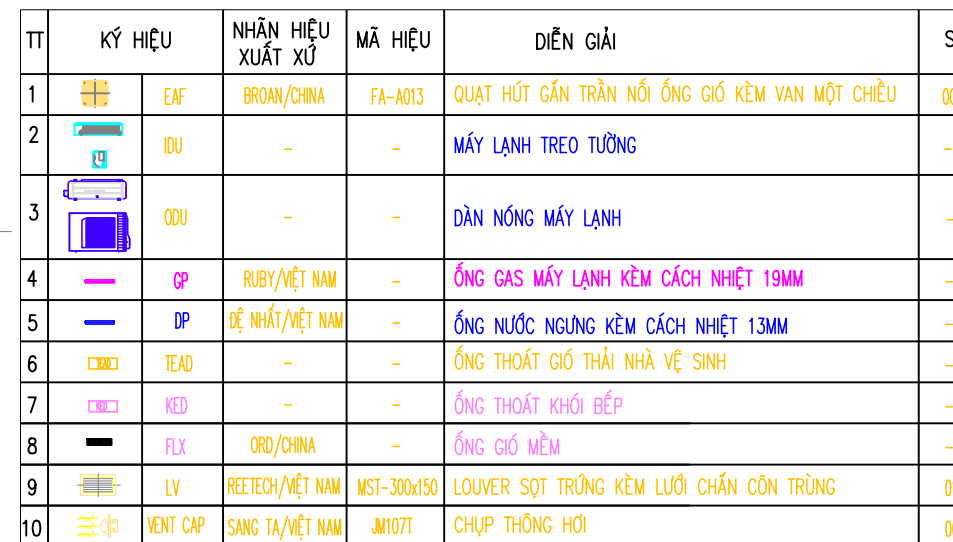 TT KÝ HIỆU NHÃN HIỆU XUẤT XỨ MÃ HIỆU DIỄN GIẢI S
1 EAF BROAN/CHINA FA-A013 QUẠT HÚT GẮN TRẦN NỐI ỐNG GIÓ KÈM VAN MỘT CHIỀU
2 IDU – – MÁY LẠNH TREO TƯỜNG –
3 ODU – – DÀN NÓNG MÁY LẠNH –
4 GP RUBY/VIỆT NAM – ỐNG GAS MÁY LẠNH KÈM CÁCH NHIỆT 19MM –
5 DP ĐỆ NHẤT/VIỆT NAM – ỐNG NƯỚC NGƯNG KÈM CÁCH NHIỆT 13MM –
6 TEAD TEAD – – ỐNG THOÁT GIÓ THẢI NHÀ VỆ SINH –
7 KED KED – – ỐNG THOÁT KHÓI BẾP –
8 FLX ORD/CHINA – ỐNG GIÓ MỀM –
9 LV REETECH/VIỆT NAM MST-300x150 LOUVER SỌT TRỨNG KÈM LƯỚI CHẮN CÔN TRÙNG
10 VENT CAP SANG TA/VIỆT NAM JM107T CHỤP THÔNG HƠI